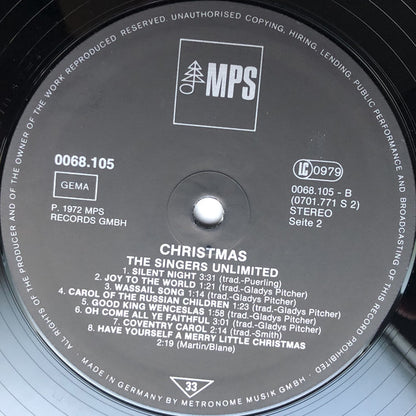 ALL RIGHTS OF THE PRODUCER AND OF THE OWNER OF THE WORK REPRODUCED RESERVED. UNAUTHORISED COPYING, HIRING, LENDING, PUBLIC PERFORMANCE AND BROADCASTING OF THIS RECORD PROHIBITED.
MPS
0068.105
GEMA
P. 1972 MPS
RECORDS GMBH
LC 0979
0068.105 - B
(0701.771 S 2)
STEREO
Seite 2
CHRISTMAS
THE SINGERS UNLIMITED
1. SILENT NIGHT 3:31 (trad.-Puerling)
2. JOY TO THE WORLD 1:21 (trad.-Gladys Pitcher)
3. WASSAIL SONG 1:14 (trad.-Gladys Pitcher)
4. CAROL OF THE RUSSIAN CHILDREN 1:23 (trad.-Gladys Pitcher)
5. GOOD KING WENCESLAS 1:58 (trad.-Gladys Pitcher)
6. OH COME ALL YE FAITHFUL 3:01 (trad.-Gladys Pitcher)
7. COVENTRY CAROL 2:14 (trad.-Smith)
8. HAVE YOURSELF A MERRY LITTLE CHRISTMAS
2:19 (Martin/Blane)
33
MADE IN GERMANY BY METRONOME MUSIK GMBH